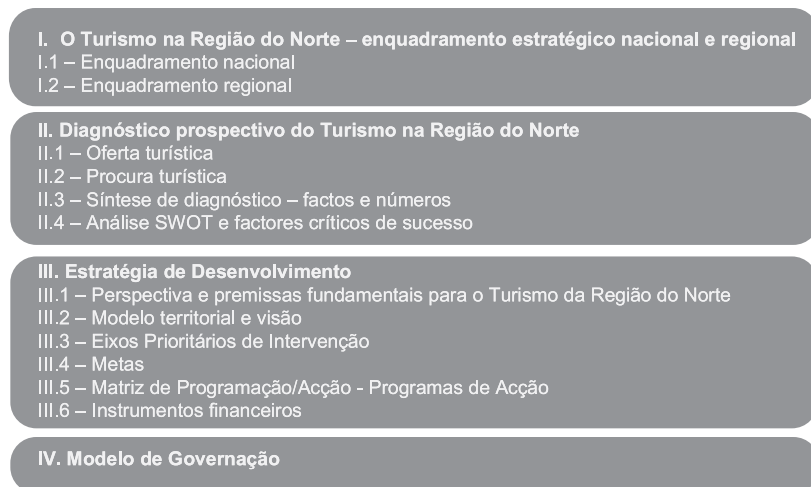 I. O Turismo na Região do Norte – enquadramento estratégico nacional e regional
I.1 – Enquadramento nacional
I.2 – Enquadramento regional
II. Diagnóstico prospectivo do Turismo na Região do Norte
II.1 – Oferta turística
II.2 – Procura turística
II.3 – Síntese de diagnóstico – factos e números
II.4 – Análise SWOT e factores críticos de sucesso
III. Estratégia de Desenvolvimento
III.1 – Perspectiva e premissas fundamentais para o Turismo da Região do Norte
III.2 – Modelo territorial e visão
III.3 – Eixos Prioritários de Intervenção
III.4 – Metas
III.5 – Matriz de Programação/Acção - Programas de Acção
III.6 – Instrumentos financeiros
IV. Modelo de Governação